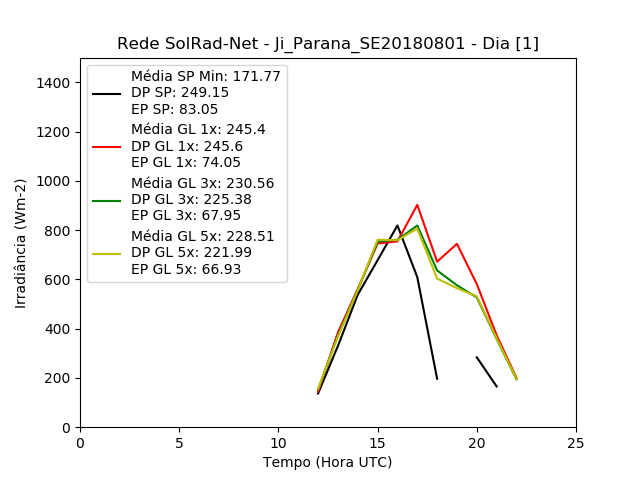 Rede SolRad-Net - Ji_Parana_SE20180801 - Dia [1]
Média SP Min: 171.77
DP SP: 249.15
EP SP: 83.05
Média GL 1x: 245.4
DP GL 1x: 245.6
EP GL 1x: 74.05
Média GL 3x: 230.56
DP GL 3x: 225.38
EP GL 3x: 67.95
Média GL 5x: 228.51
DP GL 5x: 221.99
EP GL 5x: 66.93
Irradiância (Wm-2)
1400
1200
1000
800
600
400
200
0
0 5 10 15 20 25
Tempo (Hora UTC)